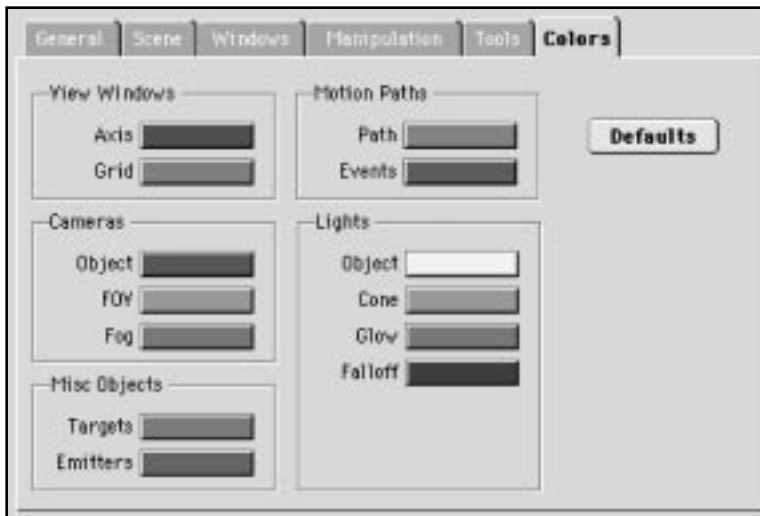 General Scene Windows Manipulation Tools Colors
View Windows
Axis
Grid
Motion Paths
Path
Events
Defaults
Cameras
Object
FOV
Fog
Lights
Object
Cone
Glow
Falloff
Misc Objects
Targets
Emitters